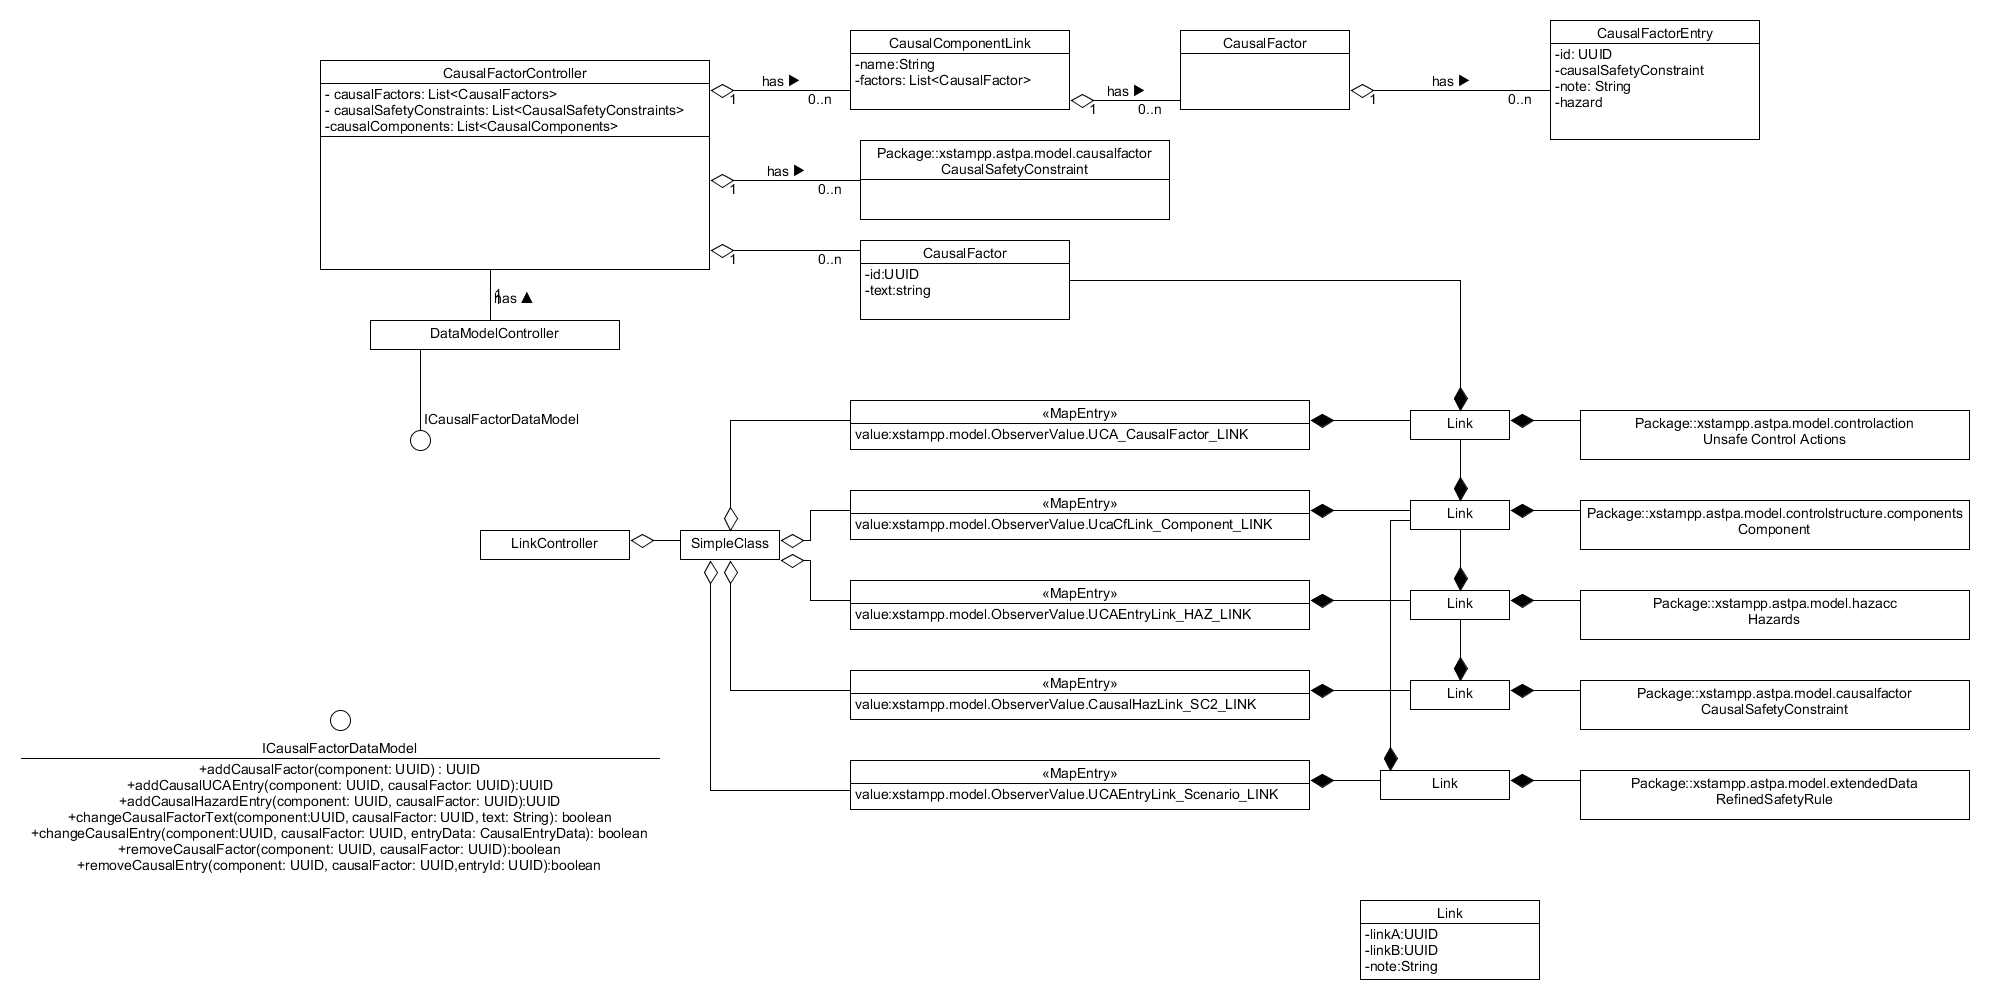 CausalFactorController
- causalFactors: List<CausalFactors>
- causalSafetyConstraints: List<CausalSafetyConstraints>
-causalComponents: List<CausalComponents>
has ▶
1
0..n
CausalComponentLink
-name:String
-factors: List<CausalFactor>
has ▶
1
0..n
CausalFactor
has ▶
1
0..n
CausalFactorEntry
-id: UUID
-causalSafetyConstraint
-note: String
-hazard
has ▶
1
0..n
Package::xstampp.astpa.model.causalfactor
CausalSafetyConstraint
1
0..n
CausalFactor
-id:UUID
-text:string
1
has ▲
DataModelController
ICausalFactorDataModel
«MapEntry»
value:xstampp.model.ObserverValue.UCA_CausalFactor_LINK
Link
Package::xstampp.astpa.model.controlaction
Unsafe Control Actions
LinkController
SimpleClass
«MapEntry»
value:xstampp.model.ObserverValue.UcaCfLink_Component_LINK
Link
Package::xstampp.astpa.model.controlstructure.components
Component
«MapEntry»
value:xstampp.model.ObserverValue.UCAEntryLink_HAZ_LINK
Link
Package::xstampp.astpa.model.hazacc
Hazards
«MapEntry»
value:xstampp.model.ObserverValue.CausalHazLink_SC2_LINK
Link
Package::xstampp.astpa.model.causalfactor
CausalSafetyConstraint
«MapEntry»
value:xstampp.model.ObserverValue.UCAEntryLink_Scenario_LINK
Link
Package::xstampp.astpa.model.extendedData
RefinedSafetyRule
ICausalFactorDataModel
+addCausalFactor(component: UUID) : UUID
+addCausalUCAEntry(component: UUID, causalFactor: UUID):UUID
+addCausalHazardEntry(component: UUID, causalFactor: UUID):UUID
+changeCausalFactorText(component:UUID, causalFactor: UUID, text: String): boolean
+changeCausalEntry(component:UUID, causalFactor: UUID, entryData: CausalEntryData): boolean
+removeCausalFactor(component: UUID, causalFactor: UUID):boolean
+removeCausalEntry(component: UUID, causalFactor: UUID,entryId: UUID):boolean
Link
-linkA:UUID
-linkB:UUID
-note:String